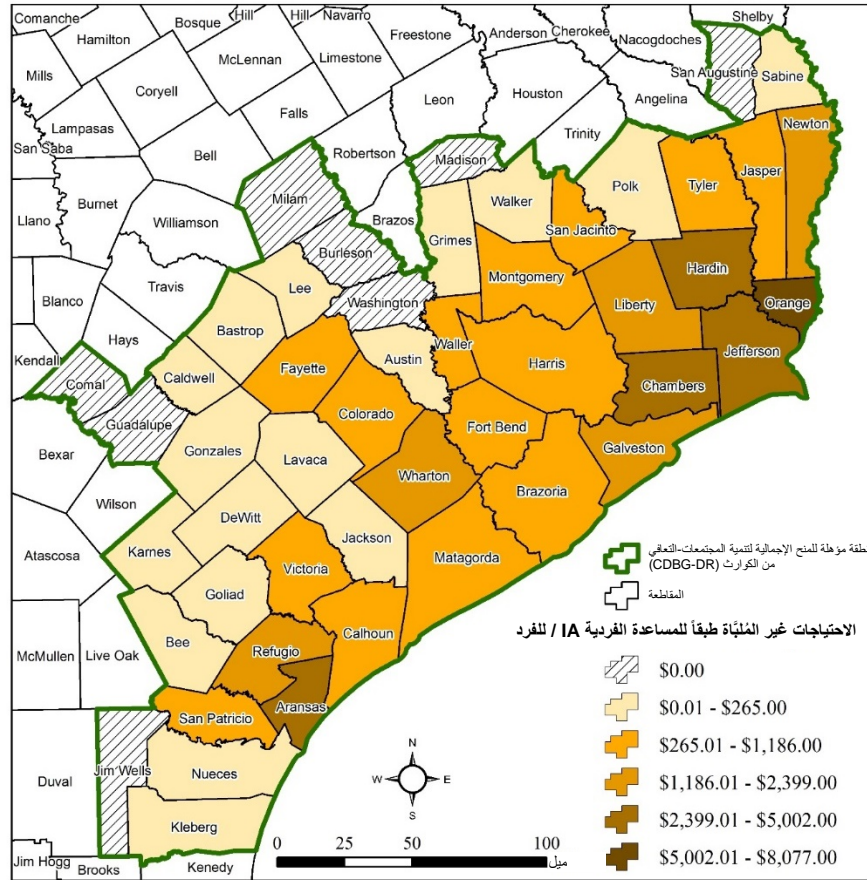 Comanche
Hamilton
Bosque
Hill
Hill
Navarro
Freestone
Anderson
Cherokee
Nacogdoches
Shelby
San Augustine
Sabine
Mills
Coryell
McLennan
Limestone
Leon
Houston
Angelina
Newton
Lampasas
San Saba
Falls
Robertson
Trinity
Jasper
Bell
Madison
Walker
Polk
Tyler
Burnet
Llano
Williamson
Milam
Brazos
Grimes
San Jacinto
Burleson
Hardin
Blanco
Travis
Lee
Montgomery
Liberty
Orange
Washington
Hays
Bastrop
Waller
Harris
Jefferson
Kendall
Caldwell
Fayette
Austin
Chambers
Comal
Colorado
Fort Bend
Guadalupe
Galveston
Bexar
Gonzales
Lavaca
Wharton
Brazoria
Wilson
DeWitt
Jackson
Matagorda
Atascosa
Karnes
Victoria
Goliad
Calhoun
McMullen
Live Oak
Bee
Refugio
Aransas
San Patricio
Duval
Jim Wells
Nueces
Kleberg
Jim Hogg
Brooks
Kenedy
N
W
E
S
0
50
100
ميل
طقة مؤهلة للمنح الإجمالية لتنمية المجتمعات-التعافي
من الكوارث (CDBG-DR)
المقاطعة
الاحتياجات غير المُلبَّاة طبقاً للمساعدة الفردية IA / للفرد
$0.00
$0.01 - $265.00
$265.01 - $1,186.00
$1,186.01 - $2,399.00
$2,399.01 - $5,002.00
$5,002.01 - $8,077.00